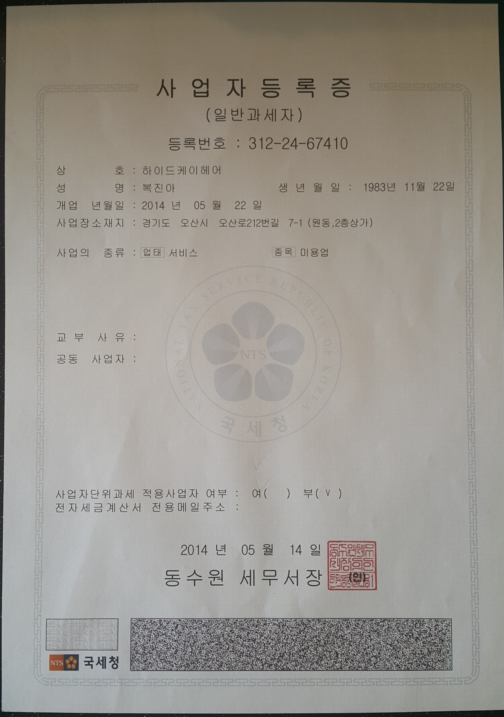 사업자등록증
(일반과세자)
등록번호 : 312-24-67410
상 호 : 하이드케이헤어
성 명 : 복진아 생 년 월 일 : 1983년 11월 22일
개업 년월일 : 2014 년 05 월 22 일
사업장소재지 : 경기도 오산시 오산로212번길 7-1 (원동,2층상가)
사업의 종류 : 업태 서비스 종목 미용업
NATIONAL TAX SERVICE REPUBLIC OF KOREA
NTS
국세청
교 부 사 유 :
공동 사업자 :
사업자단위과세 적용사업자 여부 : 여( ) 부( v )
전자세금계산서 전용메일주소 :
2014 년 05 월 14 일
동수원 세무서장 (인)
NTS 국세청